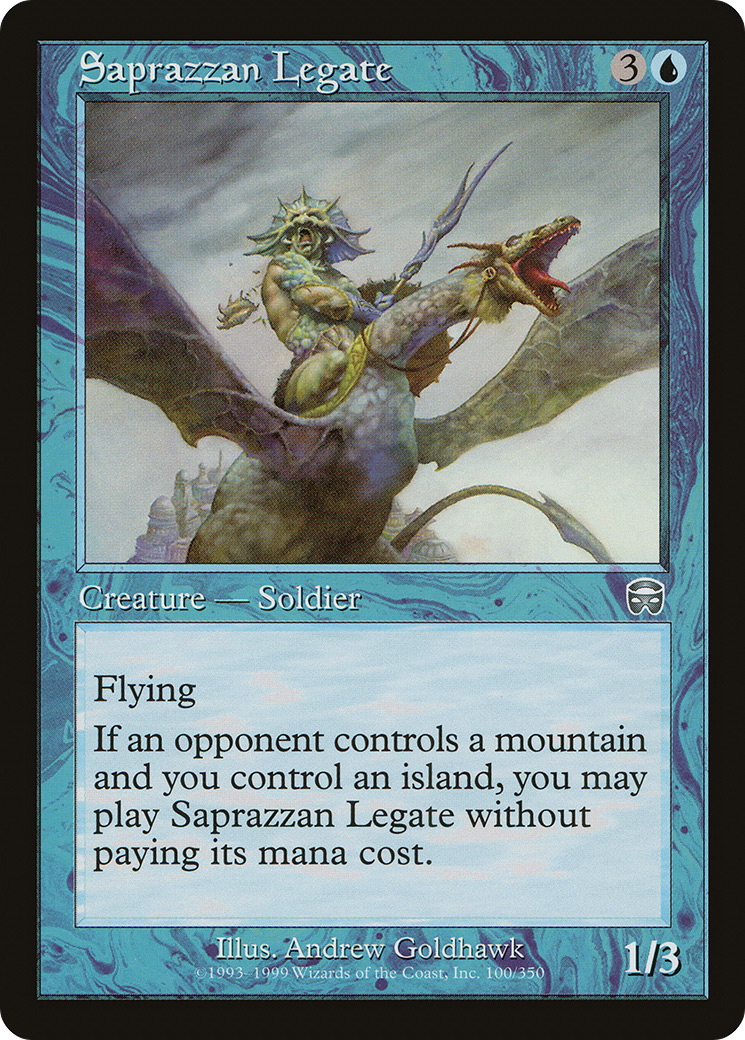 Saprazzan Legate 3
Creature — Soldier
Flying
If an opponent controls a mountain
and you control an island, you may
play Saprazzan Legate without
paying its mana cost.
Illus. Andrew Goldhawk
©1993-1999 Wizards of the Coast, Inc. 100/350
1/3